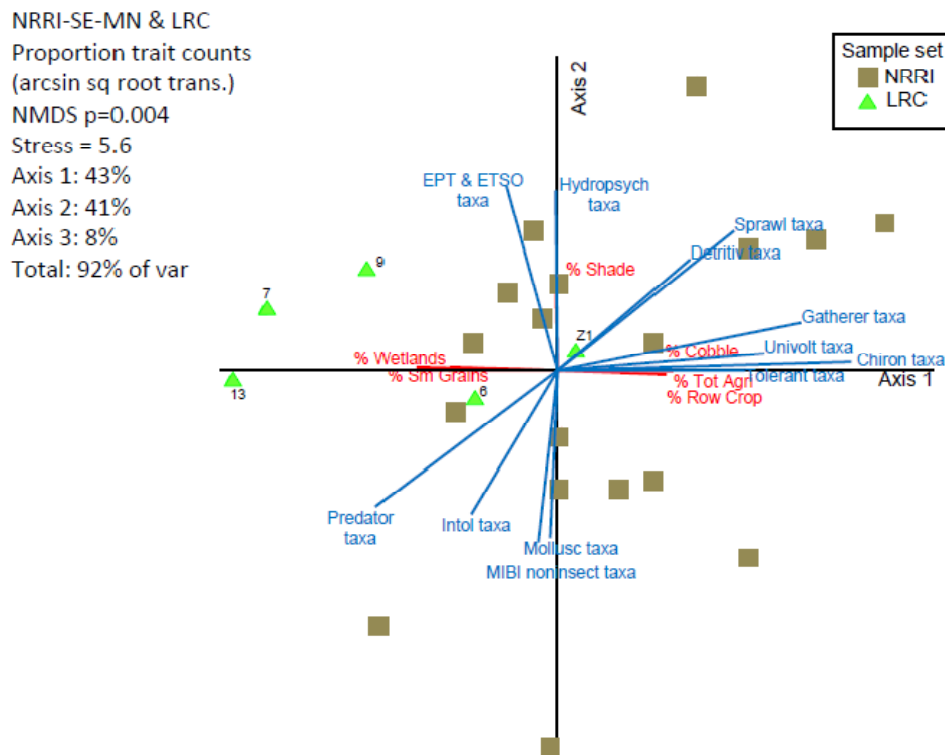 NRRI-SE-MN & LRC
Proportion trait counts
(arcsin sq root trans.)
NMDS p=0.004
Stress = 5.6
Axis 1: 43%
Axis 2: 41%
Axis 3: 8%
Total: 92% of var
Axis 2
Sample set
NRRI
LRC
EPT & ETSO
taxa
Hydropsych
taxa
Sprawl taxa
Detritiv taxa
% Shade
9
7
Gatherer taxa
Z1
% Cobble
Univolt taxa
% Wetlands
Chiron taxa
% Sm Grains
% Tot Agri
Tolerant taxa
Axis 1
13
6
% Row Crop
Predator
taxa
Intol taxa
Mollusc taxa
MIBI noninsect taxa